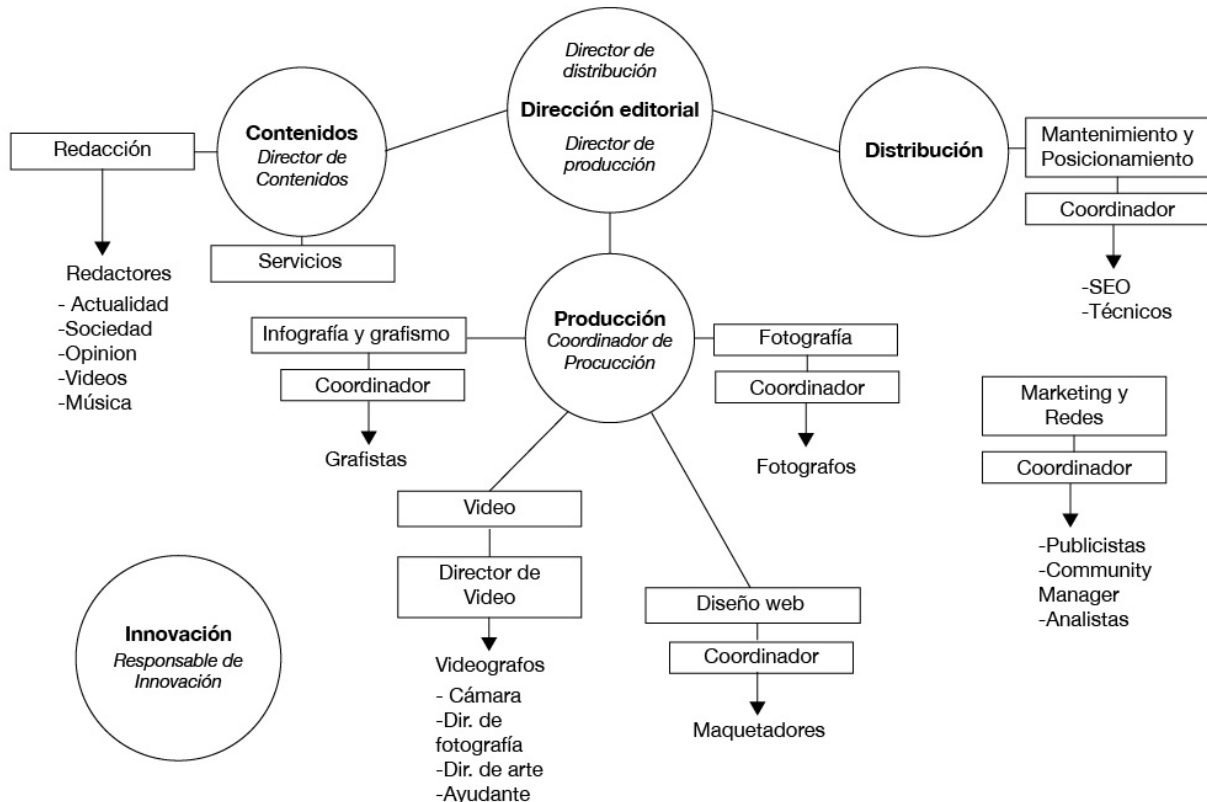 Director de
distribución
Dirección editorial
Director de
producción
Contenidos
Director de
Contenidos
Redacción
Redactores
- Actualidad
-Sociedad
-Opinion
-Videos
-Música
Servicios
Distribución
Mantenimiento y
Posicionamiento
Coordinador
-SEO
-Técnicos
Producción
Coordinador de
Procucción
Infografía y grafismo
Coordinador
Grafistas
Fotografía
Coordinador
Fotografos
Marketing y
Redes
Coordinador
-Publicistas
-Community
Manager
-Analistas
Video
Director de
Video
Videografos
- Cámara
-Dir. de
fotografía
-Dir. de arte
-Ayudante
Diseño web
Coordinador
Maquetadores
Innovación
Responsable de
Innovación